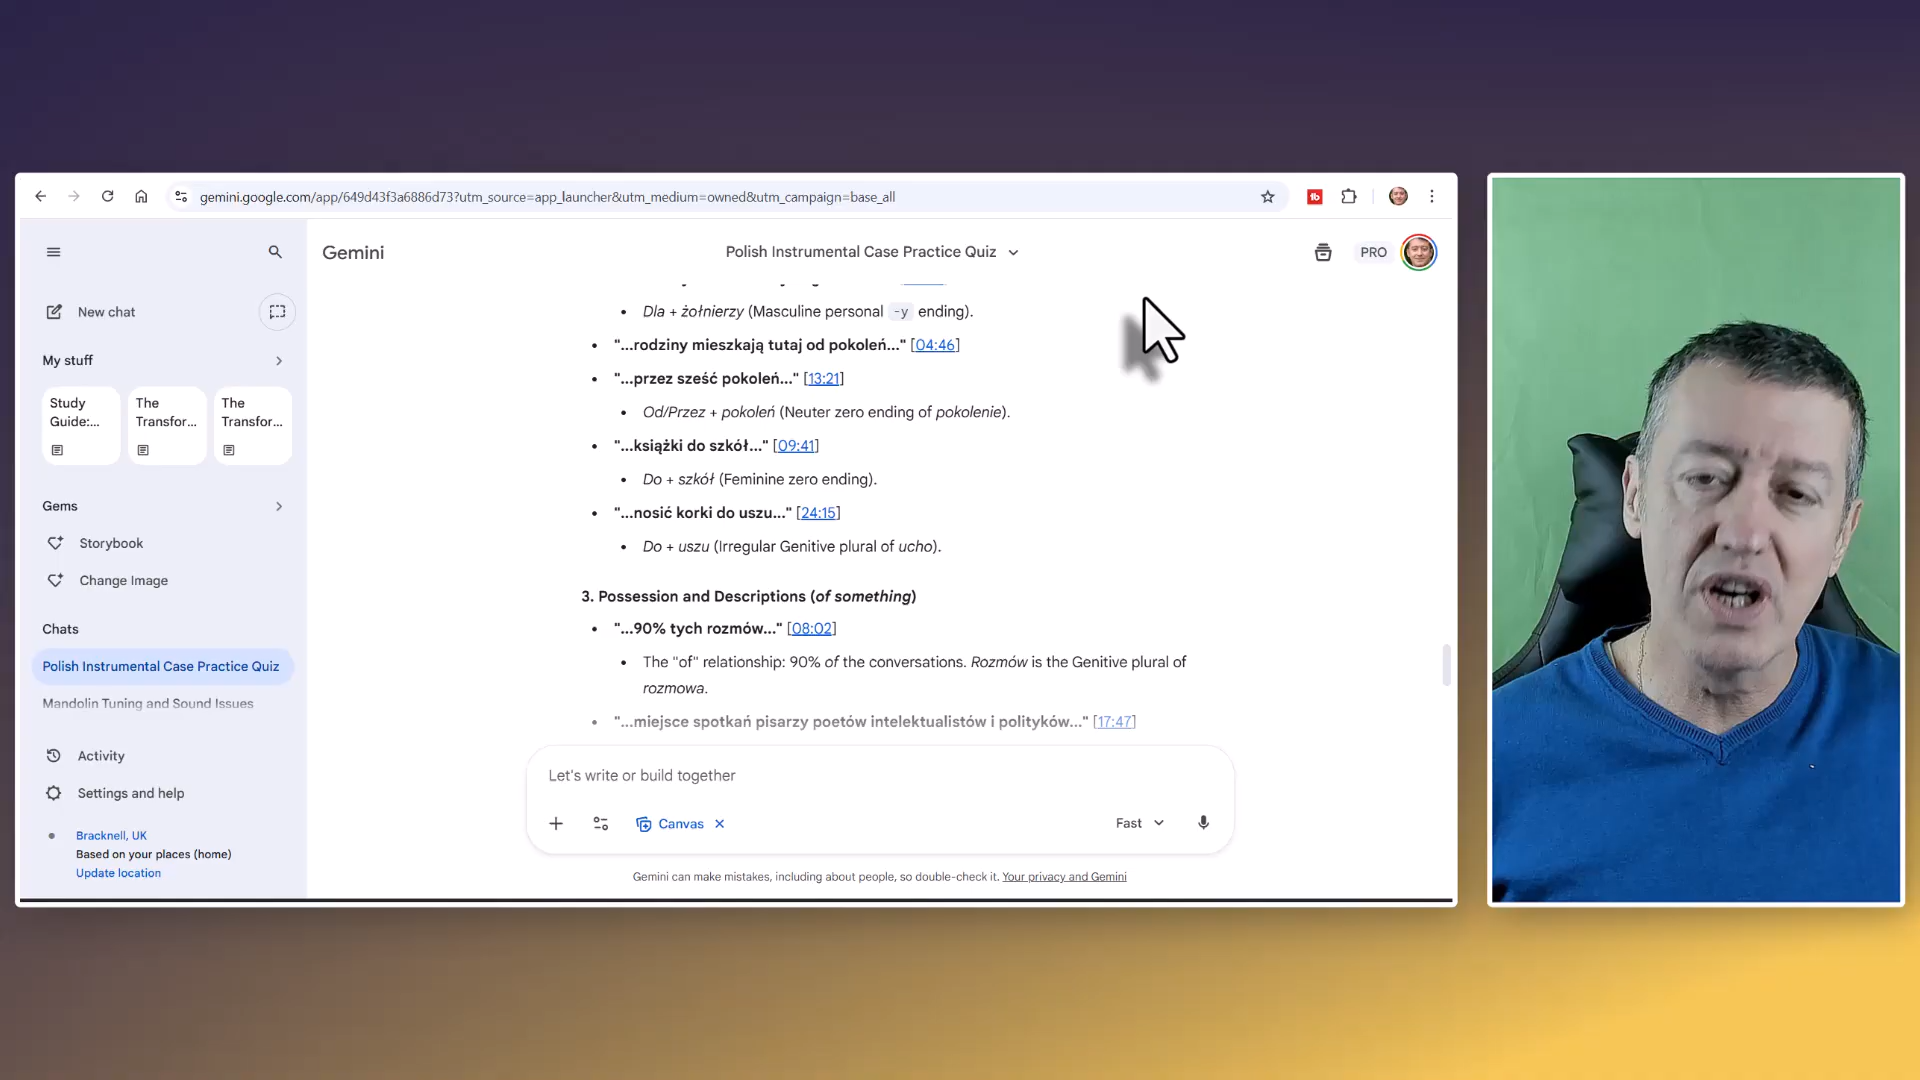 gemini.google.com/app/649d43f3a6886d73?utm_source=app_launcher&utm_medium=owned&utm_campaign=base_all
Gemini
Polish Instrumental Case Practice Quiz
PRO
New chat
My stuff
Study Guide:...
The Transfor...
The Transfor...
Gems
Storybook
Change Image
Chats
Polish Instrumental Case Practice Quiz
Mandolin Tuning and Sound Issues
Activity
Settings and help
Bracknell, UK
Based on your places (home)
Update location
Dla + żołnierzy (Masculine personal -y ending).
"...rodziny mieszkają tutaj od pokoleń..." [04:46]
"...przez sześć pokoleń..." [13:21]
Od/Przez + pokoleń (Neuter zero ending of pokolenie).
"...książki do szkół..." [09:41]
Do + szkół (Feminine zero ending).
"...nosić korki do uszu..." [24:15]
Do + uszu (Irregular Genitive plural of ucho).
3. Possession and Descriptions (of something)
"...90% tych rozmów..." [08:02]
The "of" relationship: 90% of the conversations. Rozmów is the Genitive plural of
rozmowa.
"...miejsce spotkań pisarzy poetów intelektualistów i polityków..." [17:47]
Let's write or build together
Canvas
Fast
Gemini can make mistakes, including about people, so double-check it. Your privacy and Gemini